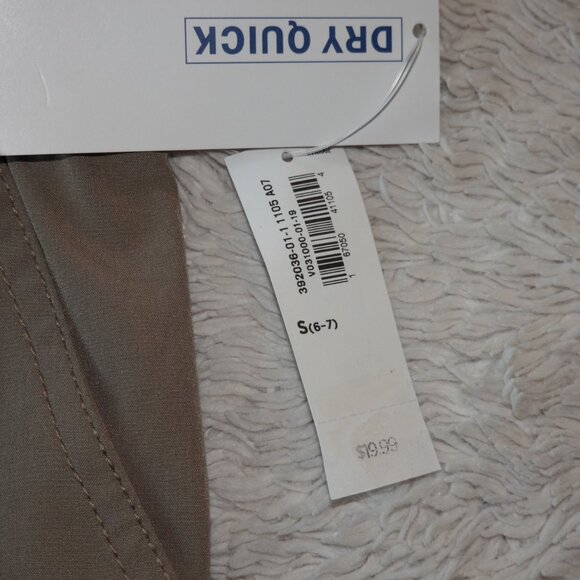 DRY QUICK
392036-01-1 1105 A07
V031000-01-19
1 67050 41105 4
S(6-7)
$19.99